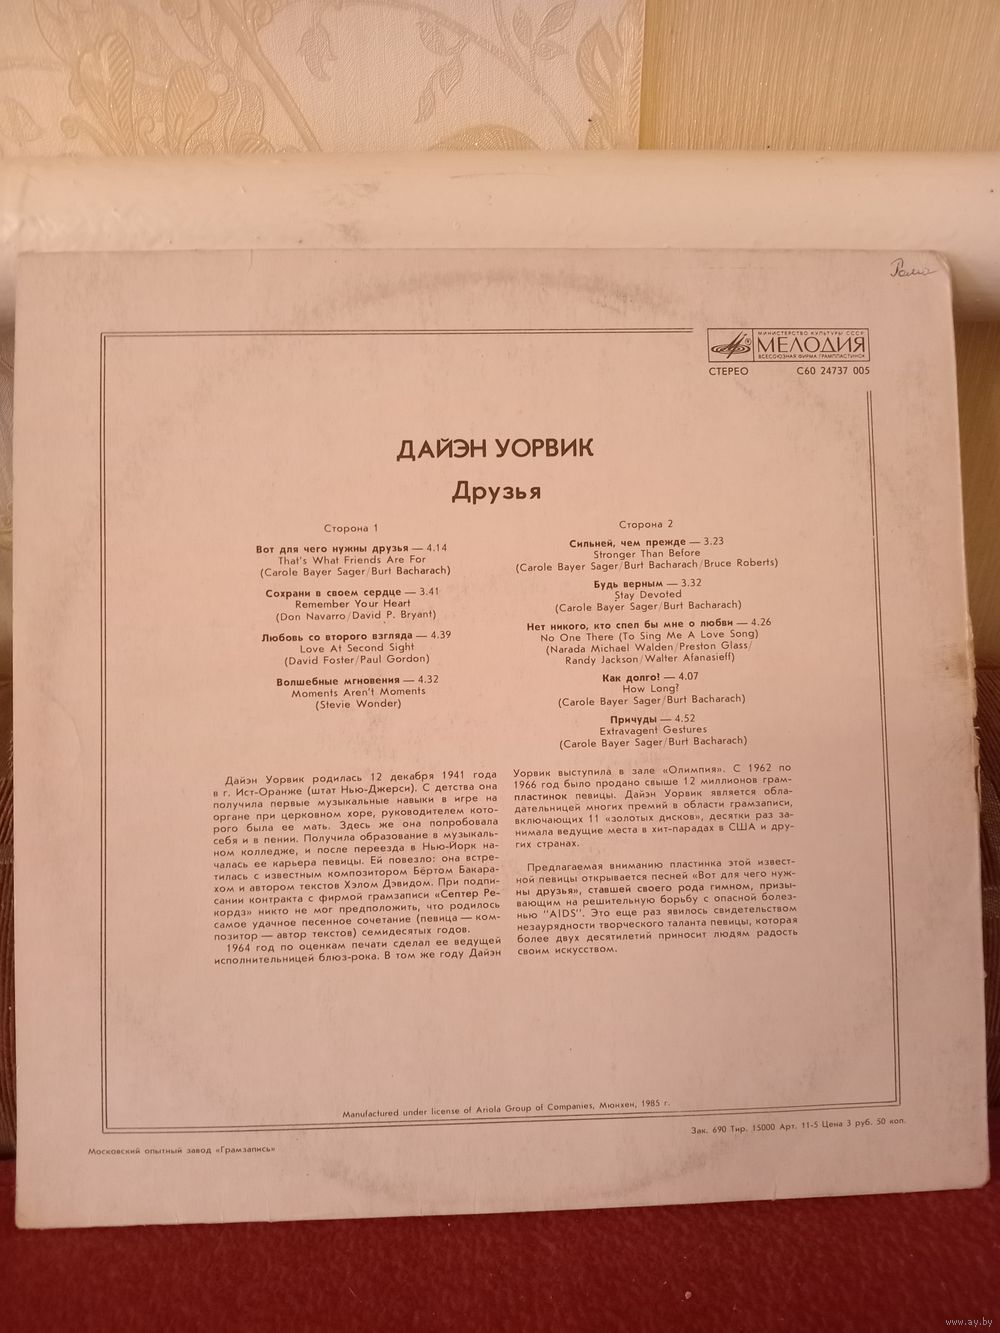 Рома
МИНИСТЕРСТВО КУЛЬТУРЫ СССР
МЕЛОДИЯ
ВСЕСОЮЗНАЯ ФИРМА ГРАМПЛАСТИНОК
СТЕРЕО С60 24737 005
ДАЙЭН УОРВИК
Друзья
Сторона 1
Вот для чего нужны друзья — 4.14
That's What Friends Are For
(Carole Bayer Sager/Burt Bacharach)
Сохрани в своем сердце — 3.41
Remember Your Heart
(Don Navarro/David P. Bryant)
Любовь со второго взгляда — 4.39
Love At Second Sight
(David Foster/Paul Gordon)
Волшебные мгновения — 4.32
Moments Aren't Moments
(Stevie Wonder)
Сторона 2
Сильней, чем прежде — 3.23
Stronger Than Before
(Carole Bayer Sager/Burt Bacharach/Bruce Roberts)
Будь верным — 3.32
Stay Devoted
(Carole Bayer Sager/Burt Bacharach)
Нет никого, кто спел бы мне о любви — 4.26
No One There (To Sing Me A Love Song)
(Narada Michael Walden/Preston Glass/
Randy Jackson/Walter Afanasieff)
Как долго! — 4.07
How Long?
(Carole Bayer Sager/Burt Bacharach)
Причуды — 4.52
Extravagent Gestures
(Carole Bayer Sager/Burt Bacharach)
Дайэн Уорвик родилась 12 декабря 1941 года
в г. Ист-Оранже (штат Нью-Джерси). С детства она
получила первые музыкальные навыки в игре на
органе при церковном хоре, руководителем кото-
рого была ее мать. Здесь же она попробовала
себя и в пении. Получила образование в музыкаль-
ном колледже, и после переезда в Нью-Йорк на-
чалась ее карьера певицы. Ей повезло: она встре-
тилась с известным композитором Бёртом Бакара-
хом и автором текстов Хэлом Дэвидом. При подпи-
сании контракта с фирмой грамзаписи «Септер Ре-
кордз» никто не мог предположить, что родилось
самое удачное песенное сочетание (певица — ком-
позитор — автор текстов) семидесятых годов.
1964 год по оценкам печати сделал ее ведущей
исполнительницей блюз-рока. В том же году Дайэн
Уорвик выступила в зале «Олимпия». С 1962 по
1966 год было продано свыше 12 миллионов грам-
пластинок певицы. Дайэн Уорвик является обла-
дательницей многих премий в области грамзаписи,
включающих 11 «золотых дисков», десятки раз за-
нимала ведущие места в хит-парадах в США и дру-
гих странах.
Предлагаемая вниманию пластинка этой извест-
ной певицы открывается песней «Вот для чего нуж-
ны друзья», ставшей своего рода гимном, призы-
вающим на решительную борьбу с опасной болез-
нью "AIDS". Это еще раз явилось свидетельством
незаурядности творческого таланта певицы, которая
более двух десятилетий приносит людям радость
своим искусством.
Manufactured under license of Ariola Group of Companies, Мюнхен, 1985 г.
Зак. 690 Тир. 15000 Арт. 11-5 Цена 3 руб. 50 коп.
Московский опытный завод «Грамзапись»
www.ay.by